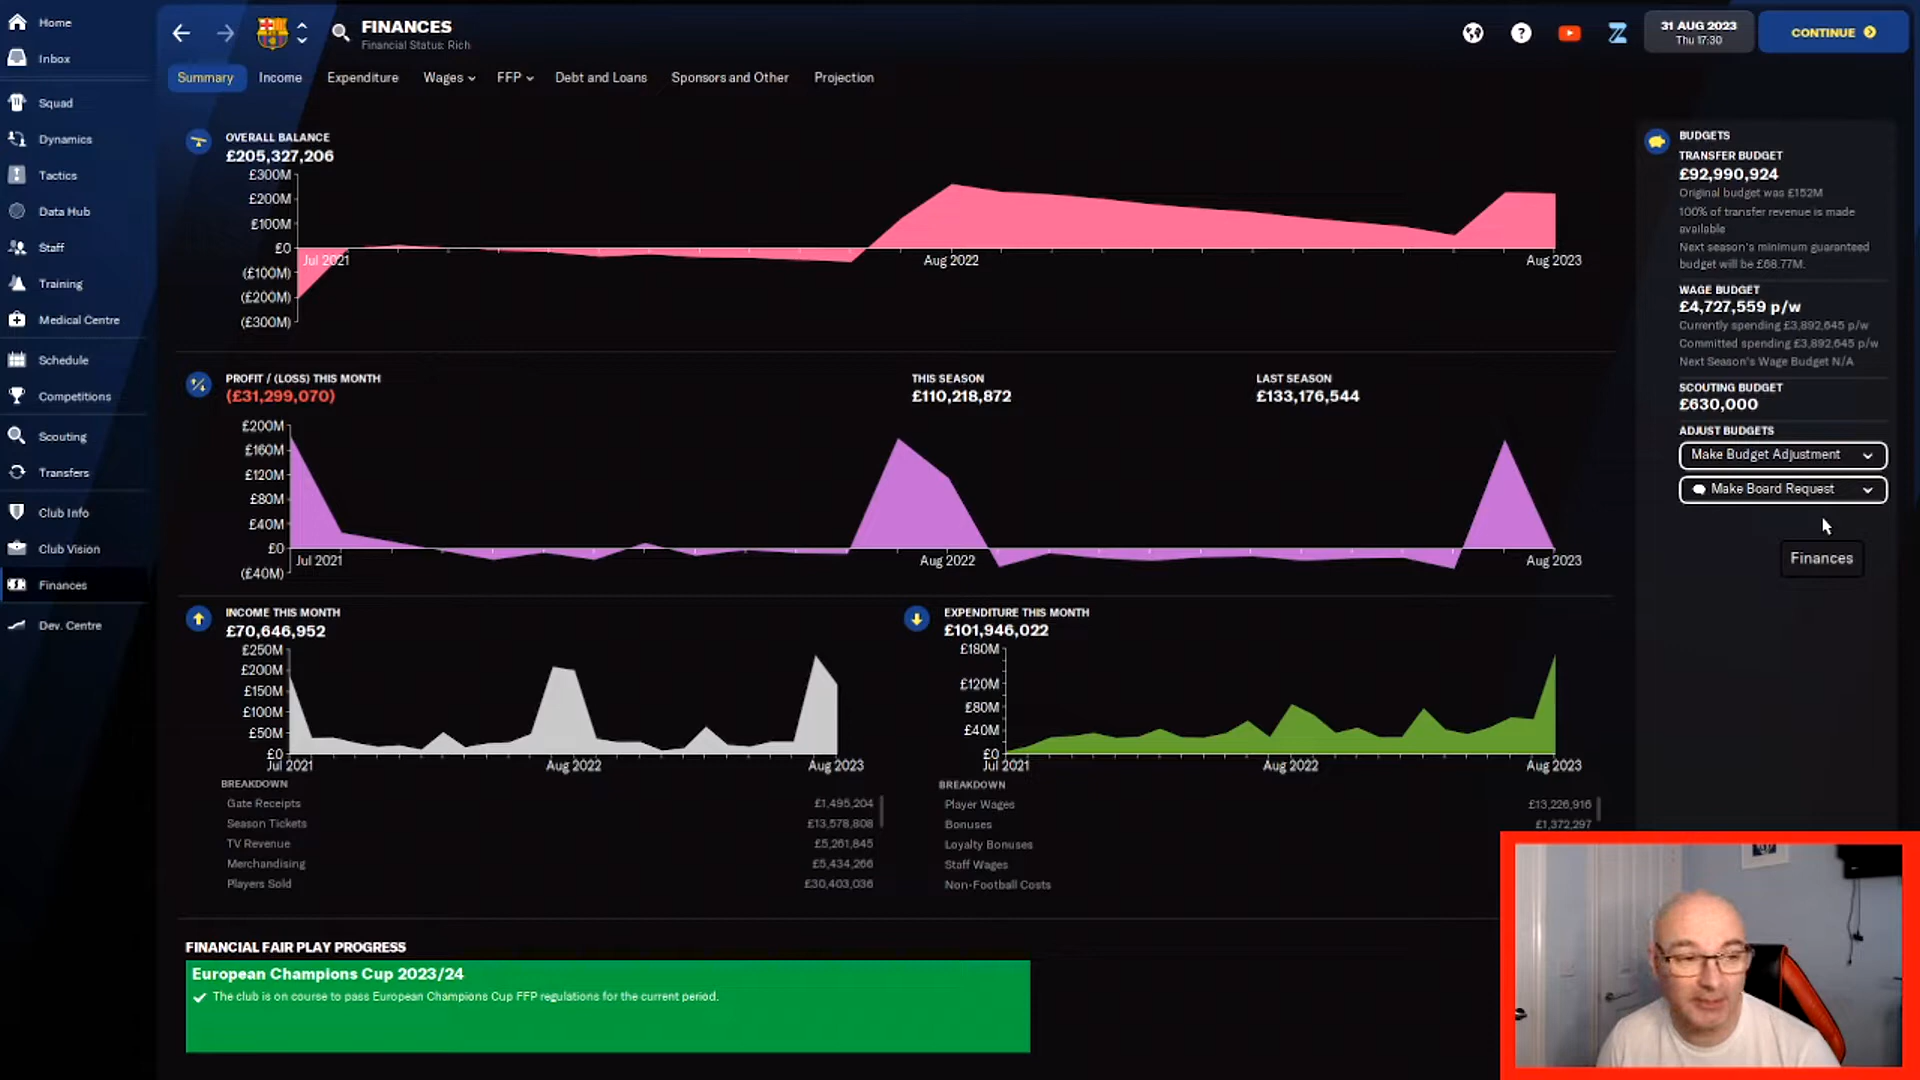 Home
Inbox
Squad
Dynamics
Tactics
Data Hub
Staff
Training
Medical Centre
Schedule
Competitions
Scouting
Transfers
Club Info
Club Vision
Finances
Dev. Centre
FINANCES
Financial Status: Rich
31 AUG 2023
Thu 17:30
CONTINUE
Summary
Income
Expenditure
Wages
FFP
Debt and Loans
Sponsors and Other
Projection
OVERALL BALANCE
£205,327,206
£300M
£200M
£100M
£0
(£100M)
(£200M)
(£300M)
Jul 2021
Aug 2022
Aug 2023
PROFIT / (LOSS) THIS MONTH
(£31,299,070)
THIS SEASON
£110,218,872
LAST SEASON
£133,176,544
£200M
£160M
£120M
£80M
£40M
£0
(£40M)
Jul 2021
Aug 2022
Aug 2023
INCOME THIS MONTH
£70,646,952
£250M
£200M
£150M
£100M
£50M
£0
Jul 2021
Aug 2022
Aug 2023
BREAKDOWN
Gate Receipts £1,495,204
Season Tickets £13,578,808
TV Revenue £5,261,845
Merchandising £5,434,266
Players Sold £30,403,036
EXPENDITURE THIS MONTH
£101,946,022
£180M
£120M
£80M
£40M
£0
Jul 2021
Aug 2022
Aug 2023
BREAKDOWN
Player Wages £13,226,916
Bonuses £1,372,297
Loyalty Bonuses
Staff Wages
Non-Football Costs
FINANCIAL FAIR PLAY PROGRESS
European Champions Cup 2023/24
The club is on course to pass European Champions Cup FFP regulations for the current period.
BUDGETS
TRANSFER BUDGET
£92,990,924
Original budget was £152M
100% of transfer revenue is made
available
Next season's minimum guaranteed
budget will be £68.77M.
WAGE BUDGET
£4,727,559 p/w
Currently spending £3,892,645 p/w
Committed spending £3,892,645 p/w
Next Season's Wage Budget N/A
SCOUTING BUDGET
£630,000
ADJUST BUDGETS
Make Budget Adjustment
Make Board Request
Finances